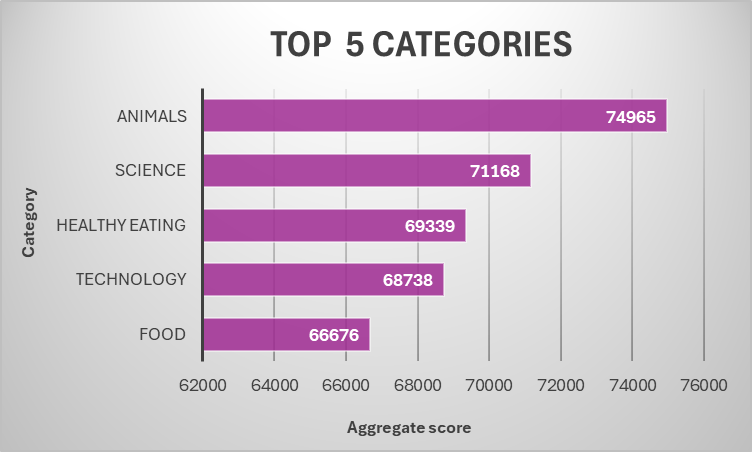 TOP 5 CATEGORIES
ANIMALS 74965
SCIENCE 71168
HEALTHY EATING 69339
TECHNOLOGY 68738
FOOD 66676
Category
62000 64000 66000 68000 70000 72000 74000 76000
Aggregate score